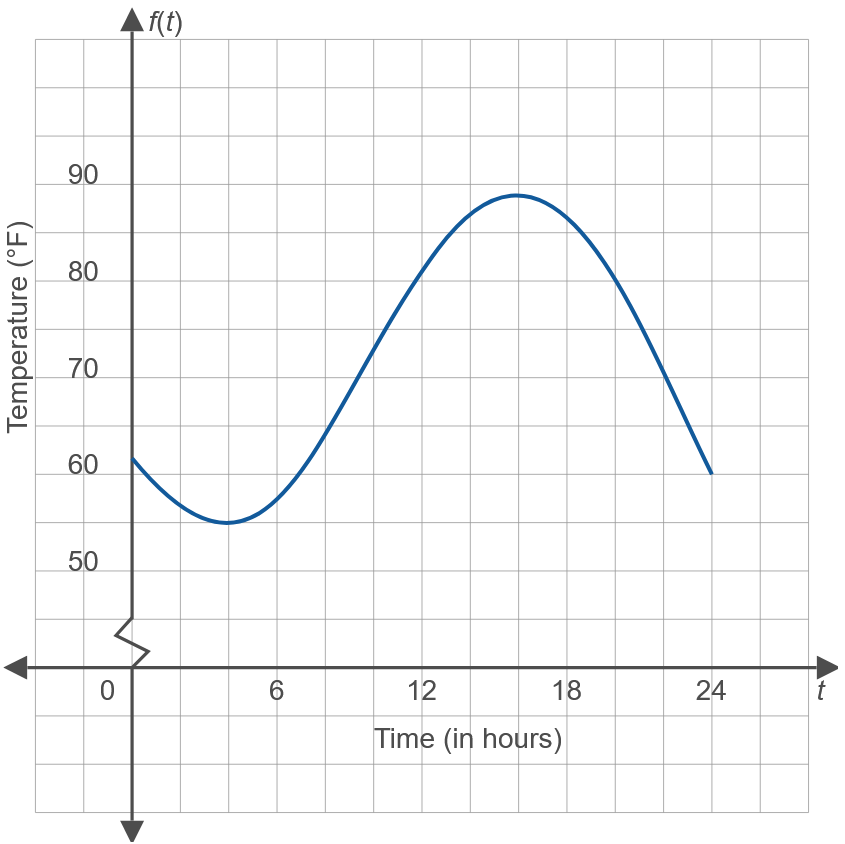 f(t)
90
80
70
60
50
Temperature (°F)
0 6 12 18 24 t
Time (in hours)